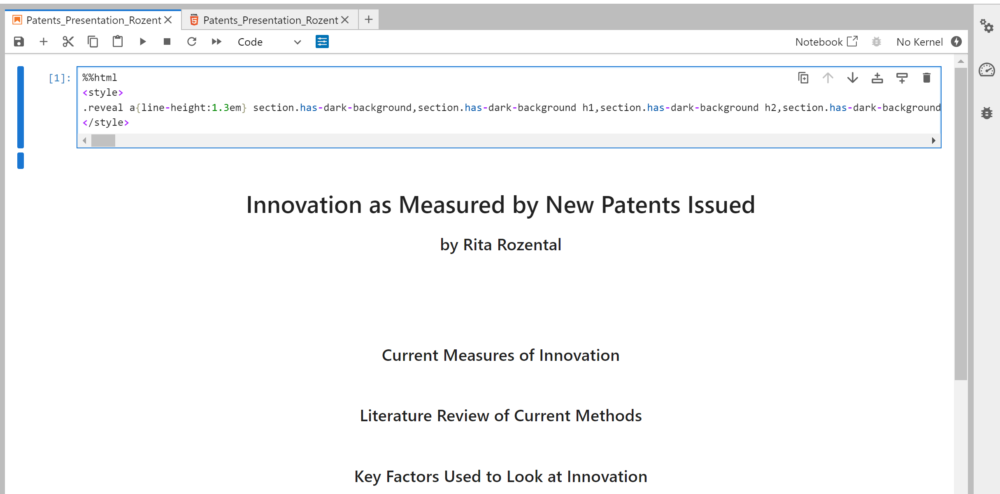 Patents_Presentation_Rozent
Patents_Presentation_Rozent
Code
Notebook
No Kernel
[1]:
%%html
<style>
.reveal a{line-height:1.3em} section.has-dark-background,section.has-dark-background h1,section.has-dark-background h2,section.has-dark-background
</style>
Innovation as Measured by New Patents Issued
by Rita Rozental
Current Measures of Innovation
Literature Review of Current Methods
Key Factors Used to Look at Innovation